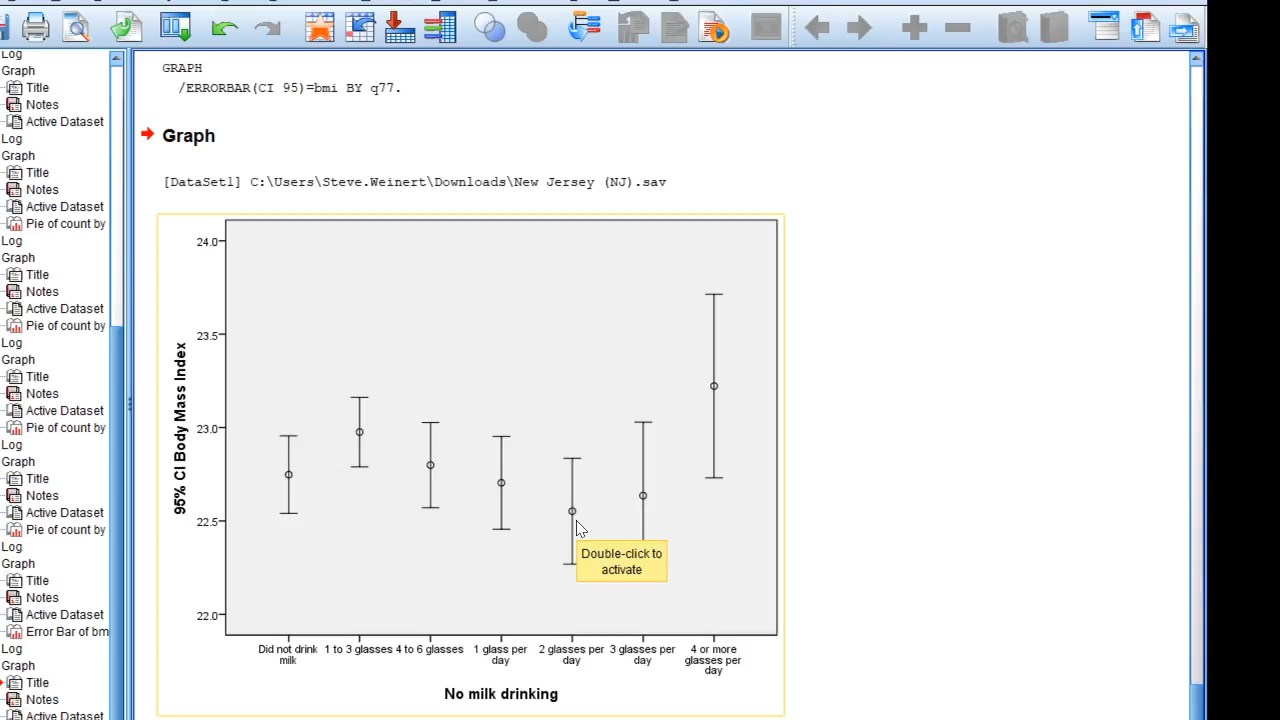 Log
Graph
Title
Notes
Active Dataset
Log
Graph
Title
Notes
Active Dataset
Pie of count by
Log
Graph
Title
Notes
Active Dataset
Pie of count by
Log
Graph
Title
Notes
Active Dataset
Pie of count by
Log
Graph
Title
Notes
Active Dataset
Pie of count by
Log
Graph
Title
Notes
Active Dataset
Error Bar of bm
Log
Graph
Title
Notes
Active Dataset
GRAPH
/ERRORBAR(CI 95)=bmi BY q77.
Graph
[DataSet1] C:\Users\Steve.Weinert\Downloads\New Jersey (NJ).sav
95% CI Body Mass Index
24.0
23.5
23.0
22.5
22.0
Double-click to
activate
Did not drink 1 to 3 glasses 4 to 6 glasses 1 glass per 2 glasses per 3 glasses per 4 or more
milk day day day glasses per
day
No milk drinking